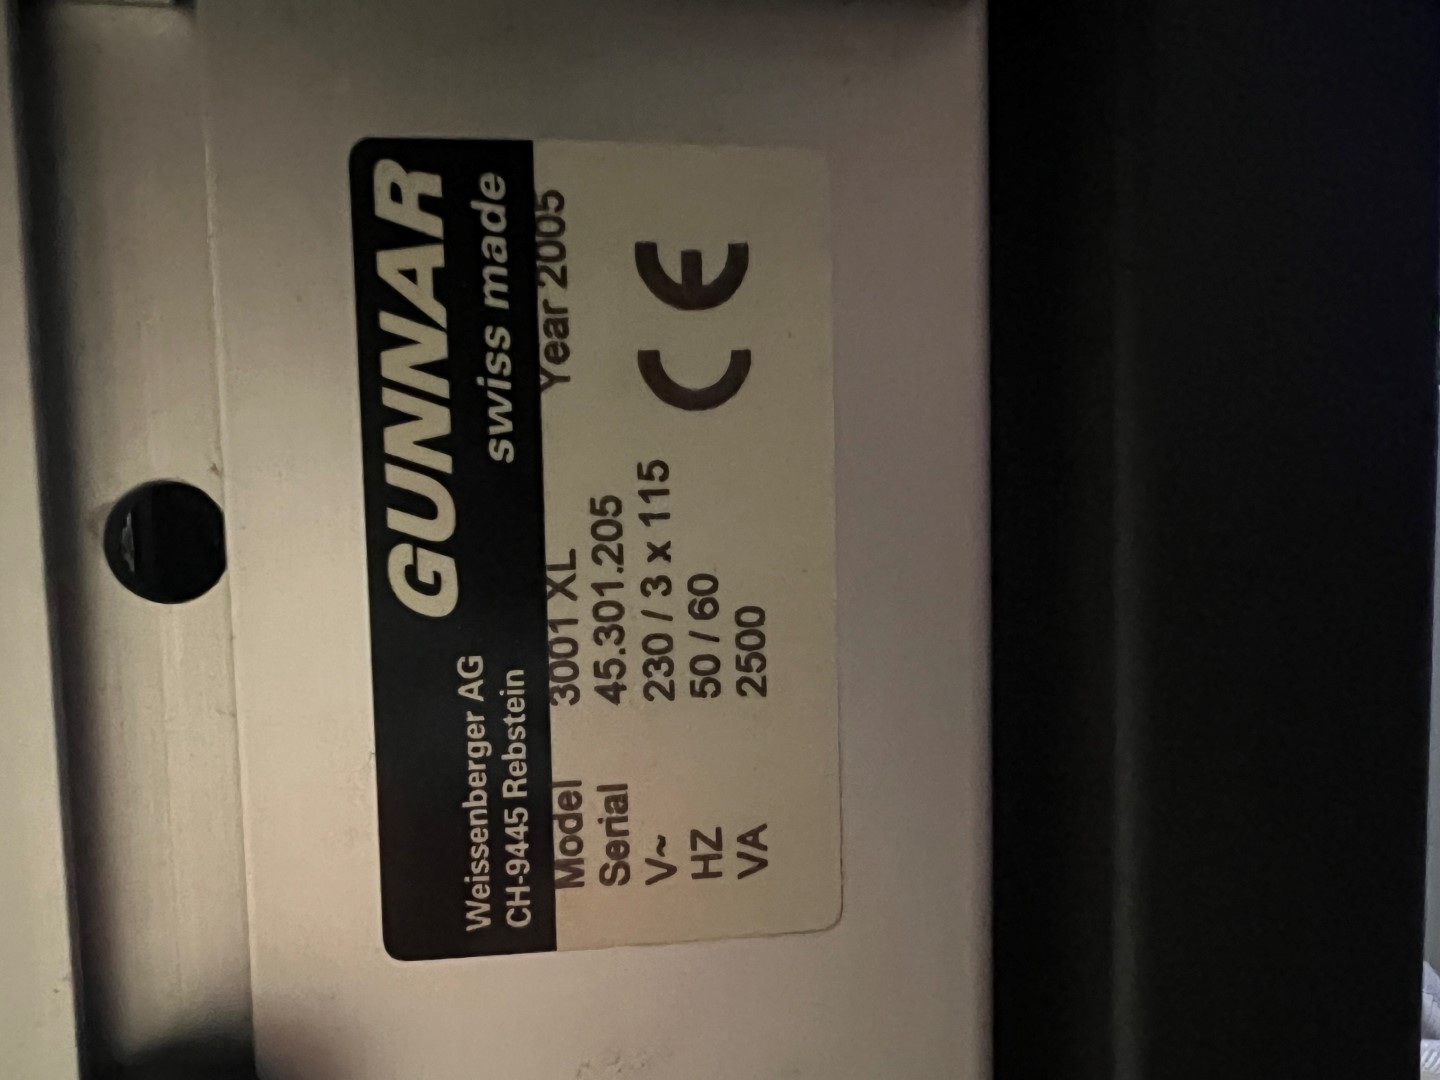 GUNNAR
Weissenberger AG swiss made
CH-9445 Rebstein
Model 3001 XL Year 2005
Serial 45.301.205
V~ 230 / 3 x 115
HZ 50 / 60
VA 2500
CE